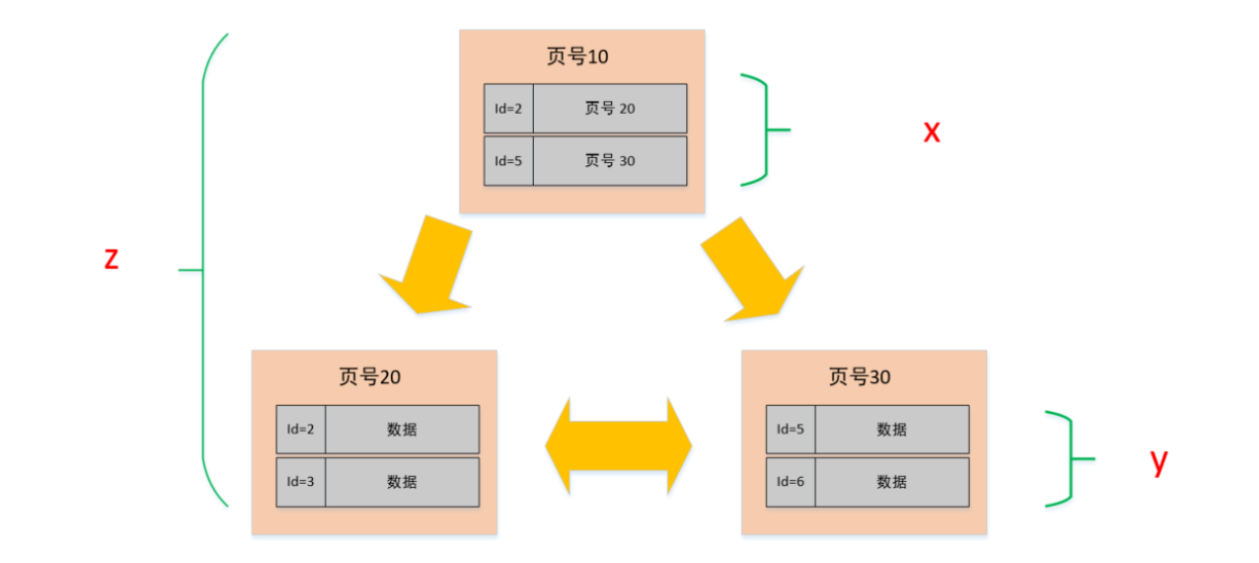 页号10
Id=2 页号 20
Id=5 页号 30
x
z
页号20
Id=2 数据
Id=3 数据
页号30
Id=5 数据
Id=6 数据
y